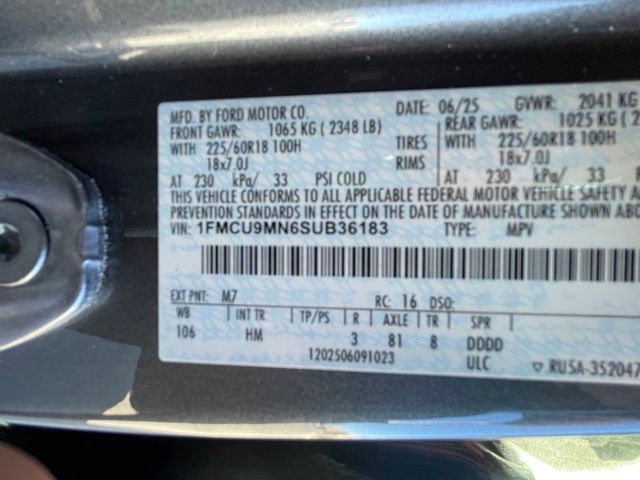 MFD. BY FORD MOTOR CO. DATE: 06/25 GVWR: 2041 KG
FRONT GAWR: 1065 KG ( 2348 LB) REAR GAWR: 1025 KG ( 2
WITH 225/60R18 100H TIRES WITH 225/60R18 100H
18x7.0J RIMS 18x7.0J
AT 230 kPa/ 33 PSI COLD AT 230 kPa/ 33
THIS VEHICLE CONFORMS TO ALL APPLICABLE FEDERAL MOTOR VEHICLE SAFETY A
PREVENTION STANDARDS IN EFFECT ON THE DATE OF MANUFACTURE SHOWN ABO
VIN: 1FMCU9MN6SUB36183 TYPE: MPV
EXT PNT: M7 RC: 16 DSO:
WB INT TR TP/PS R AXLE TR SPR
106 HM 3 81 8 DDDD
1202506091023 ULC ▽ RUSA-352047